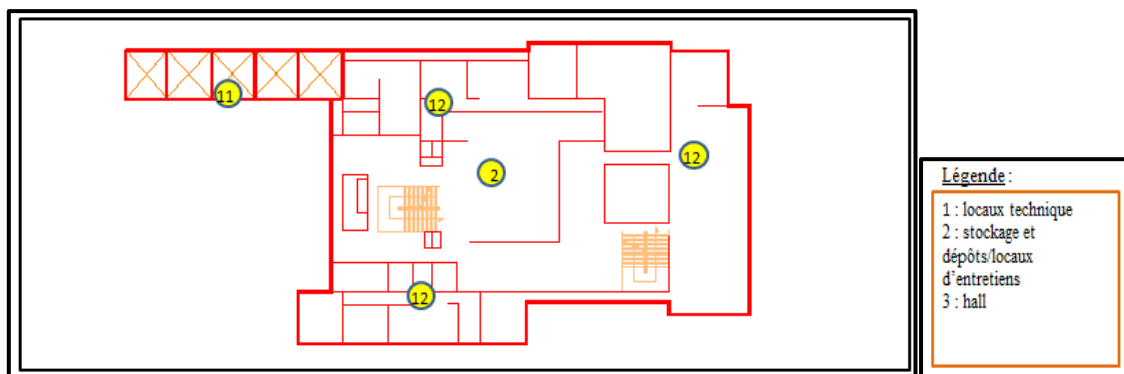 11
12
12
2
12
Légende :
1 : locaux technique
2 : stockage et
dépôts/locaux
d'entretiens
3 : hall